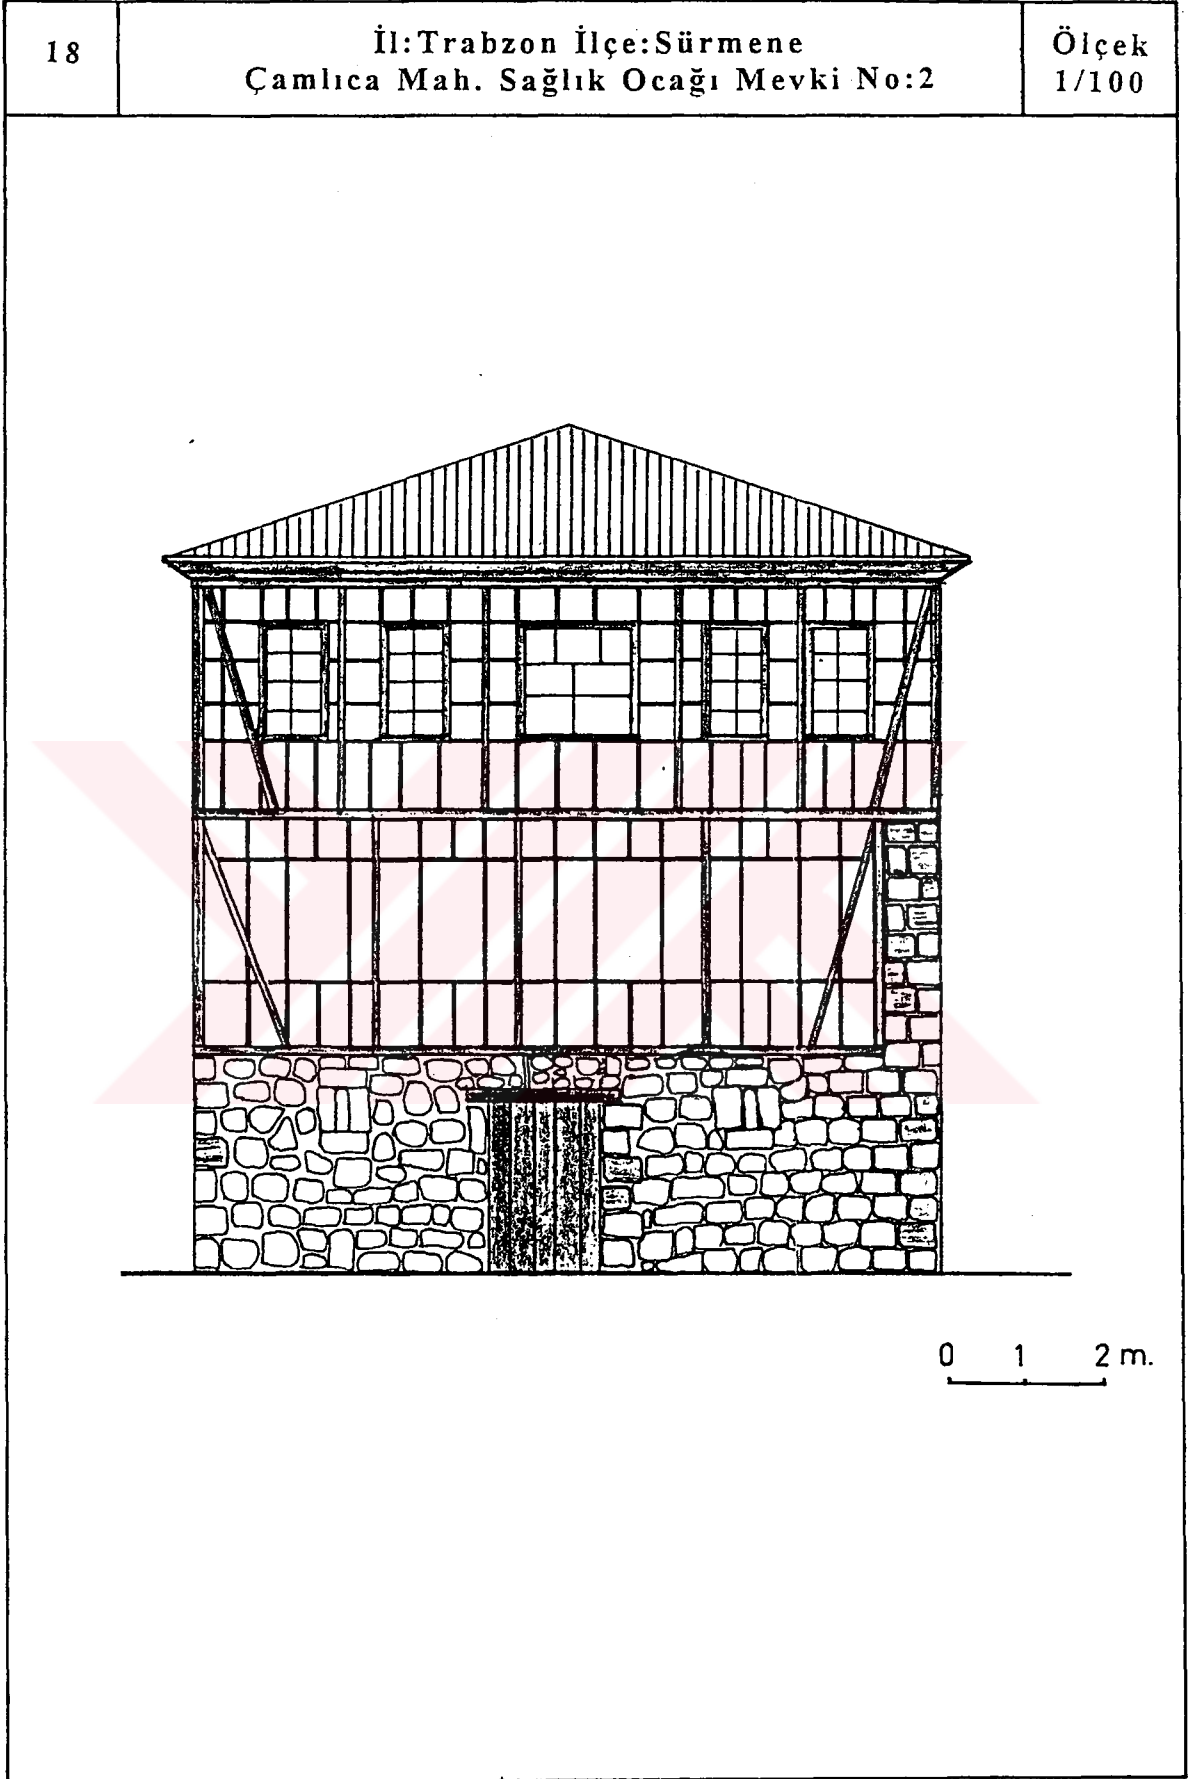 18
İl:Trabzon İlçe:Sürmene
Çamlıca Mah. Sağlık Ocağı Mevki No:2
Ölçek
1/100
0 1 2 m.